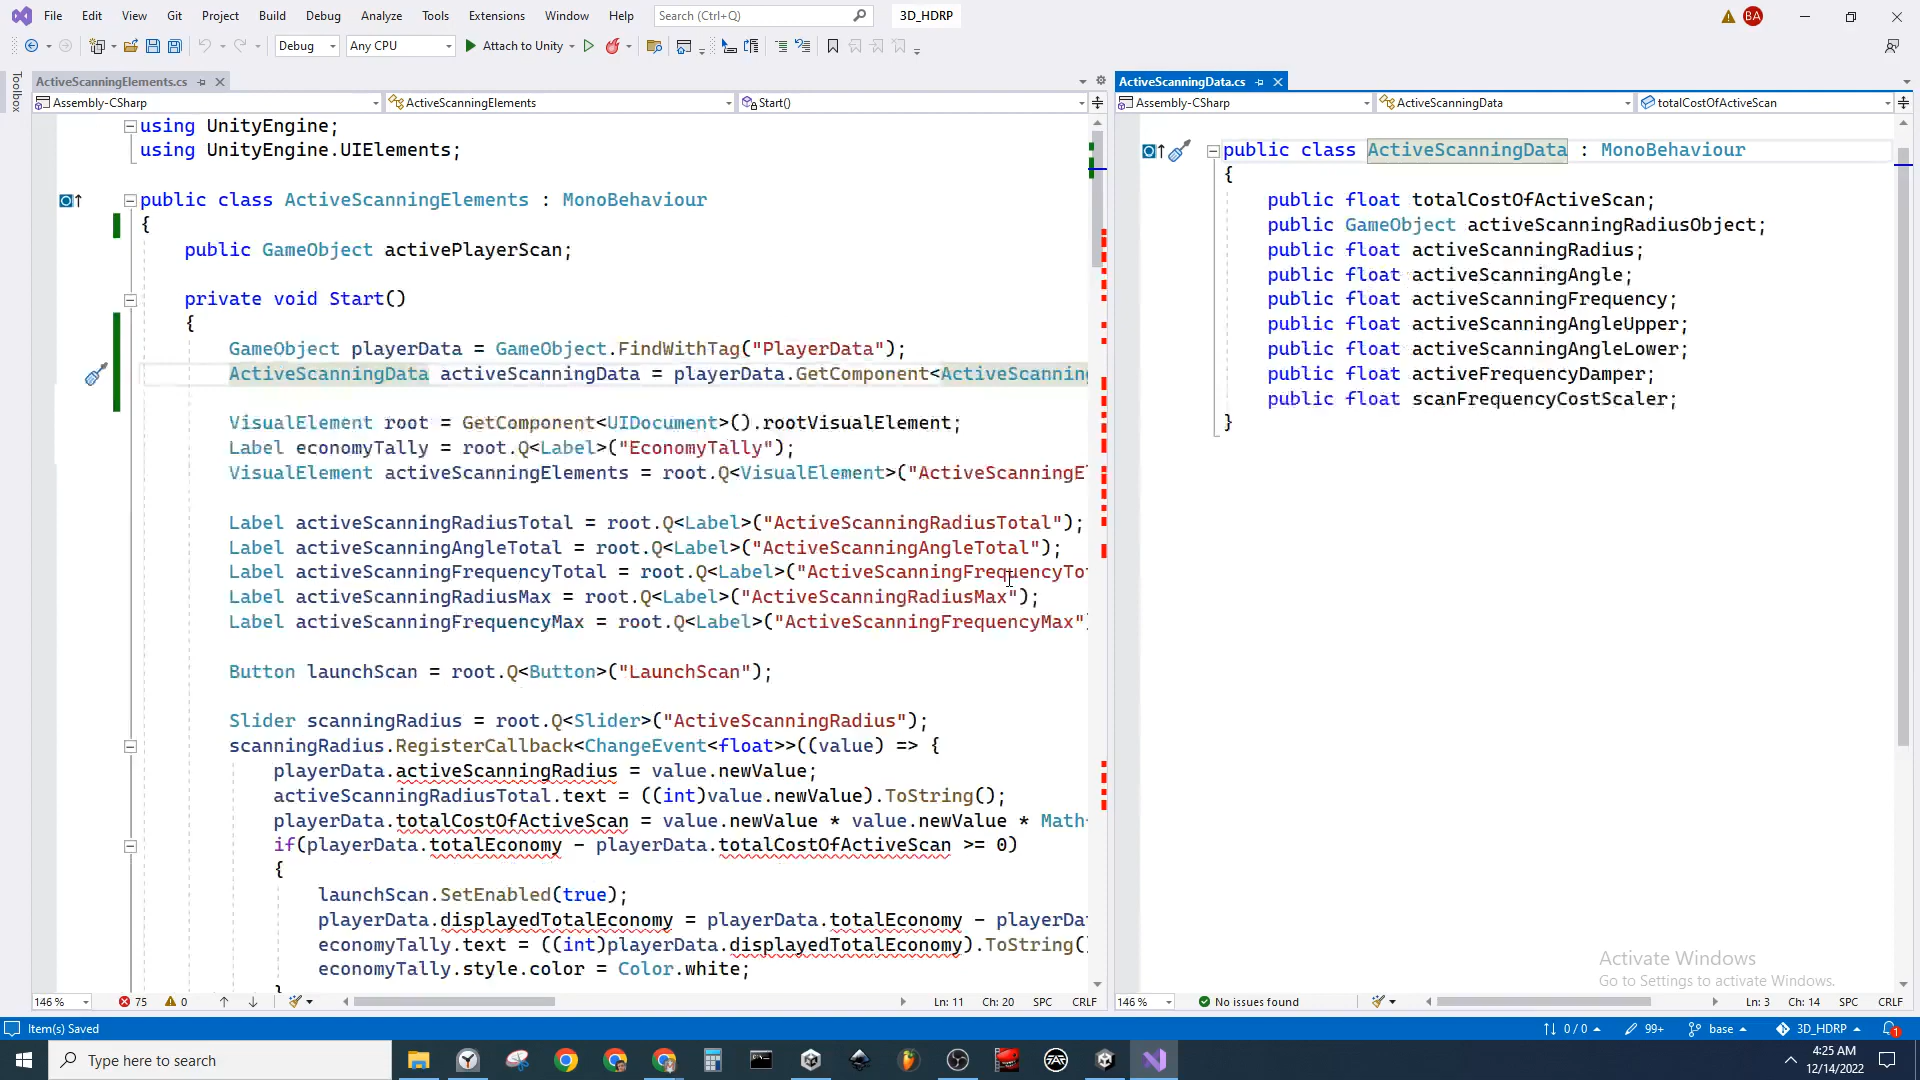 File Edit View Git Project Build Debug Analyze Tools Extensions Window Help Search (Ctrl+Q) 3D_HDRP BA
Debug Any CPU Attach to Unity
Toolbox
ActiveScanningElements.cs
Assembly-CSharp ActiveScanningElements Start()
using UnityEngine;
using UnityEngine.UIElements;
public class ActiveScanningElements : MonoBehaviour
{
public GameObject activePlayerScan;
private void Start()
{
GameObject playerData = GameObject.FindWithTag("PlayerData");
ActiveScanningData activeScanningData = playerData.GetComponent<ActiveScanning
VisualElement root = GetComponent<UIDocument>().rootVisualElement;
Label economyTally = root.Q<Label>("EconomyTally");
VisualElement activeScanningElements = root.Q<VisualElement>("ActiveScanningE
Label activeScanningRadiusTotal = root.Q<Label>("ActiveScanningRadiusTotal");
Label activeScanningAngleTotal = root.Q<Label>("ActiveScanningAngleTotal");
Label activeScanningFrequencyTotal = root.Q<Label>("ActiveScanningFrequencyTo
Label activeScanningRadiusMax = root.Q<Label>("ActiveScanningRadiusMax");
Label activeScanningFrequencyMax = root.Q<Label>("ActiveScanningFrequencyMax"
Button launchScan = root.Q<Button>("LaunchScan");
Slider scanningRadius = root.Q<Slider>("ActiveScanningRadius");
scanningRadius.RegisterCallback<ChangeEvent<float>>((value) => {
playerData.activeScanningRadius = value.newValue;
activeScanningRadiusTotal.text = ((int)value.newValue).ToString();
playerData.totalCostOfActiveScan = value.newValue * value.newValue * Math
if(playerData.totalEconomy - playerData.totalCostOfActiveScan >= 0)
{
launchScan.SetEnabled(true);
playerData.displayedTotalEconomy = playerData.totalEconomy - playerDa
economyTally.text = ((int)playerData.displayedTotalEconomy).ToString(
economyTally.style.color = Color.white;
}
146 % 75 0 Ln: 11 Ch: 20 SPC CRLF
ActiveScanningData.cs
Assembly-CSharp ActiveScanningData totalCostOfActiveScan
public class ActiveScanningData : MonoBehaviour
{
public float totalCostOfActiveScan;
public GameObject activeScanningRadiusObject;
public float activeScanningRadius;
public float activeScanningAngle;
public float activeScanningFrequency;
public float activeScanningAngleUpper;
public float activeScanningAngleLower;
public float activeFrequencyDamper;
public float scanFrequencyCostScaler;
}
Activate Windows
Go to Settings to activate Windows.
146 % No issues found Ln: 3 Ch: 14 SPC CRLF
Item(s) Saved 0 / 0 99+ base 3D_HDRP 1
Type here to search
4:25 AM
12/14/2022